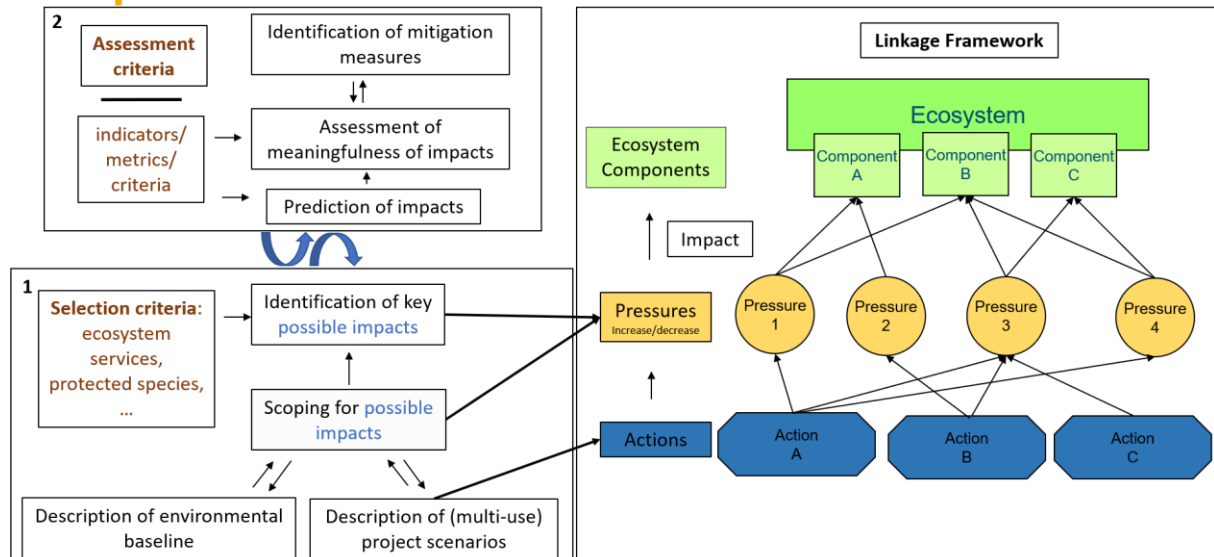 2
Assessment
criteria
indicators/
metrics/
criteria
Identification of mitigation
measures
Assessment of
meaningfulness of impacts
Prediction of impacts
1
Selection criteria:
ecosystem
services,
protected species,
...
Identification of key
possible impacts
Scoping for possible
impacts
Description of environmental
baseline
Description of (multi-use)
project scenarios
Linkage Framework
Ecosystem
Components
Impact
Pressures
Increase/decrease
Actions
Ecosystem
Component
A
Component
B
Component
C
Pressure
1
Pressure
2
Pressure
3
Pressure
4
Action
A
Action
B
Action
C